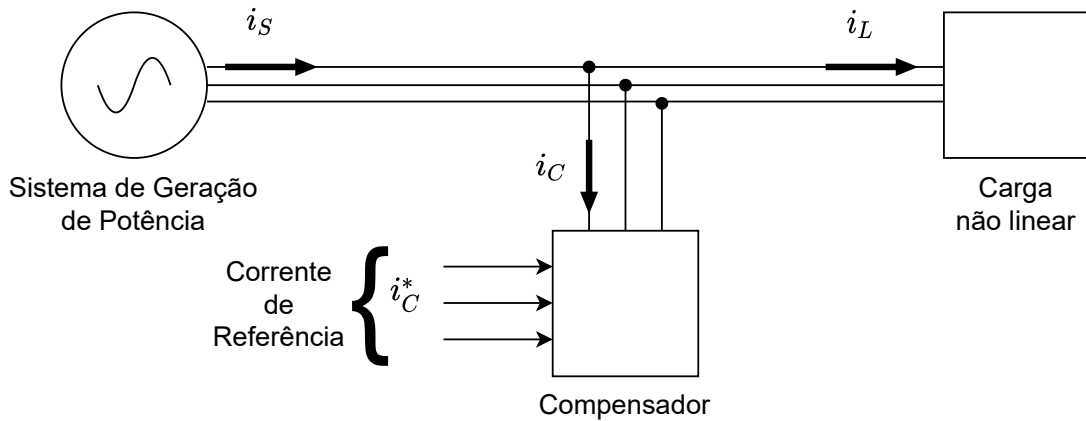 i_S
i_L
Sistema de Geração
de Potência
i_C
Carga
não linear
Corrente
de
Referência
{ i_C^*
Compensador